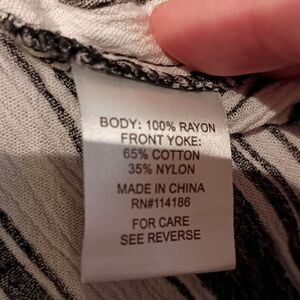 BODY: 100% RAYON
FRONT YOKE:
65% COTTON
35% NYLON
MADE IN CHINA
RN#114186
FOR CARE
SEE REVERSE